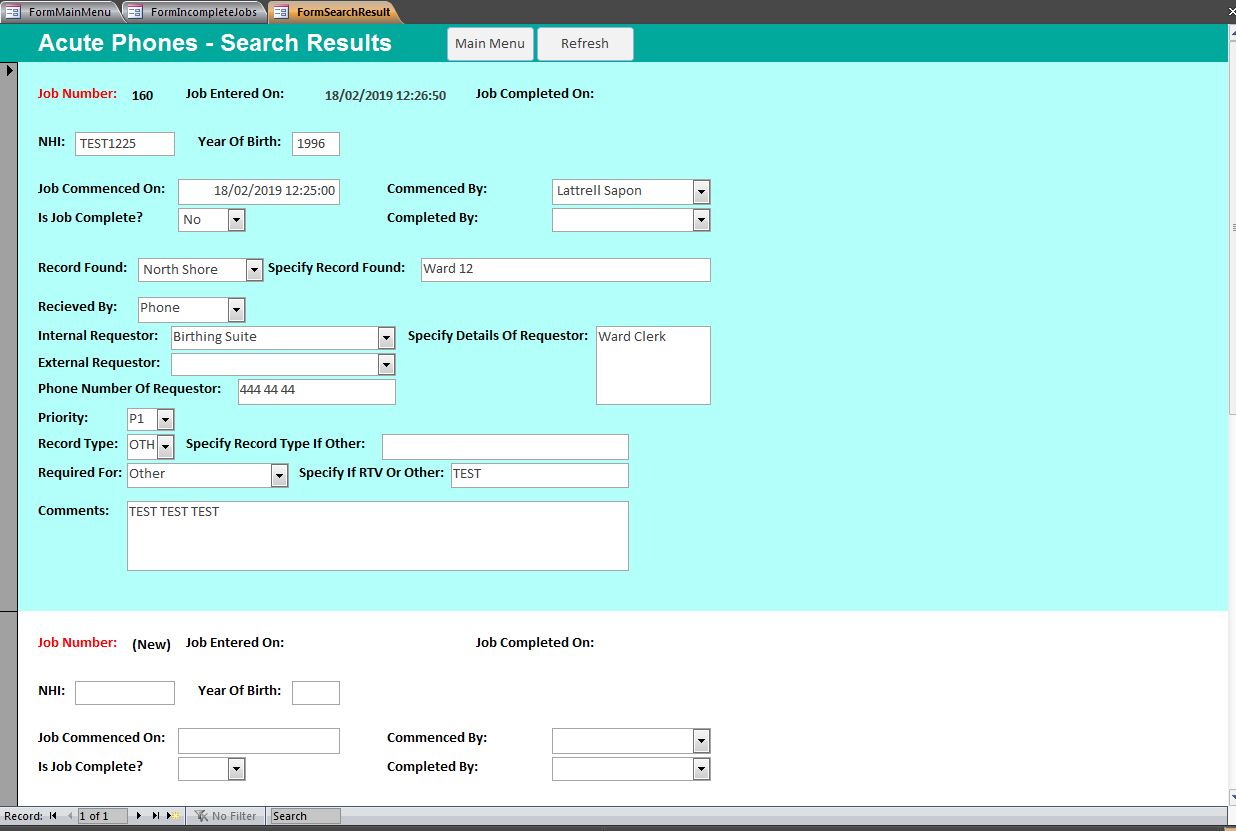 FormMainMenu FormIncompleteJobs FormSearchResult
Acute Phones - Search Results Main Menu Refresh
Job Number: 160 Job Entered On: 18/02/2019 12:26:50 Job Completed On:
NHI: TEST1225 Year Of Birth: 1996
Job Commenced On: 18/02/2019 12:25:00 Commenced By: Lattrell Sapon
Is Job Complete? No Completed By:
Record Found: North Shore Specify Record Found: Ward 12
Recieved By: Phone
Internal Requestor: Birthing Suite Specify Details Of Requestor: Ward Clerk
External Requestor:
Phone Number Of Requestor: 444 44 44
Priority: P1
Record Type: OTH Specify Record Type If Other:
Required For: Other Specify If RTV Or Other: TEST
Comments: TEST TEST TEST
Job Number: (New) Job Entered On: Job Completed On:
NHI: Year Of Birth:
Job Commenced On: Commenced By:
Is Job Complete? Completed By:
Record: 1 of 1 No Filter Search